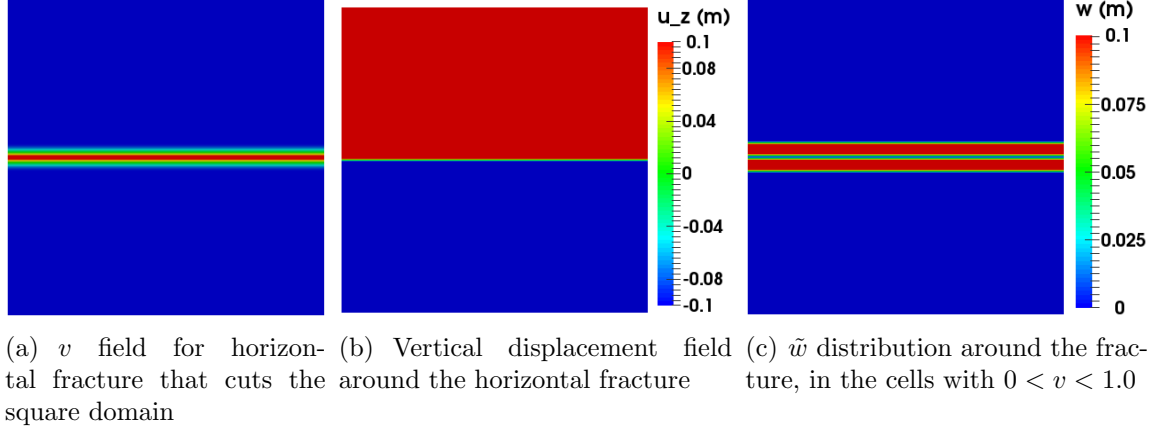 u_z (m)
0.1
0.08
0.04
0
-0.04
-0.08
-0.1
w (m)
0.1
0.075
0.05
0.025
0
(a) v field for horizon-
tal fracture that cuts the
square domain
(b) Vertical displacement field
around the horizontal fracture
(c) w̃ distribution around the frac-
ture, in the cells with 0 < v < 1.0